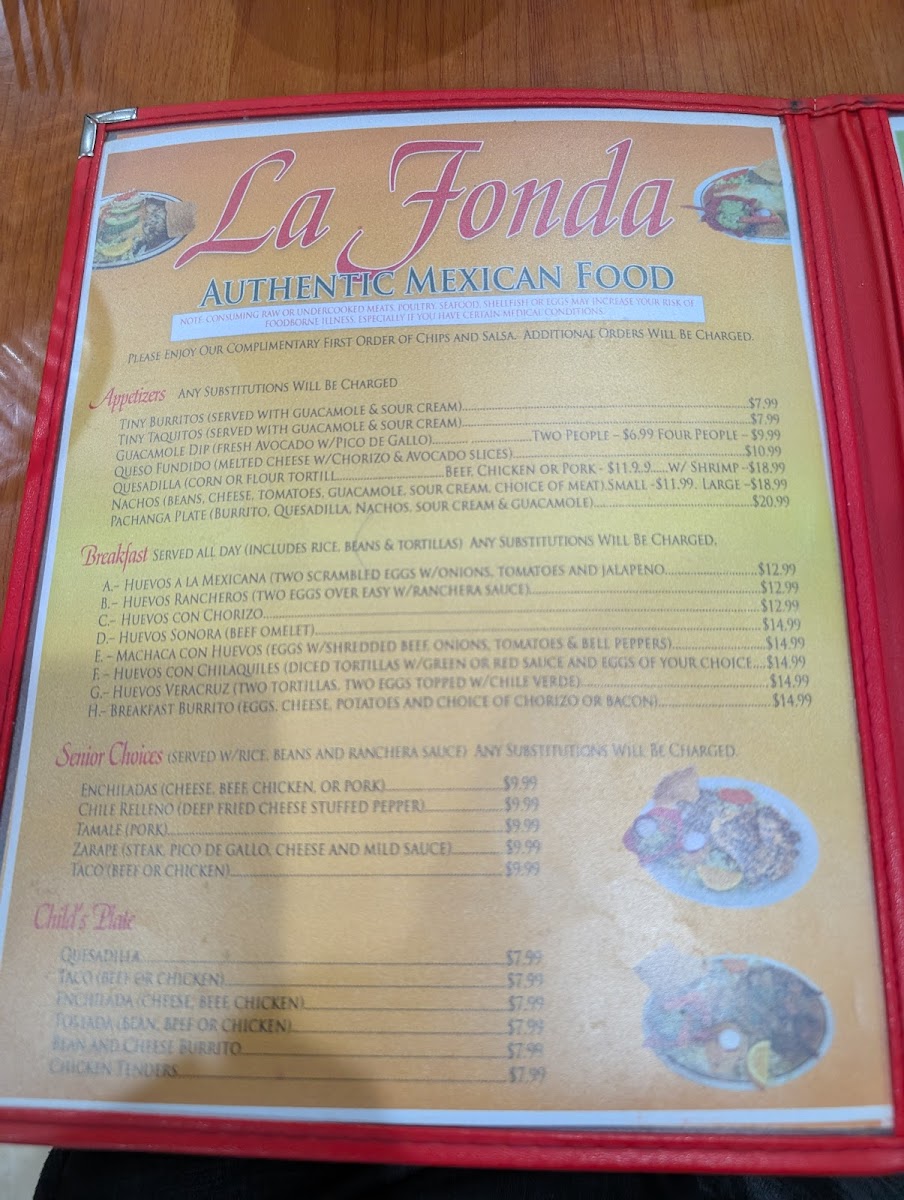 La Fonda
Authentic Mexican Food
NOTE: CONSUMING RAW OR UNDERCOOKED MEATS, POULTRY, SEAFOOD, SHELLFISH OR EGGS MAY INCREASE YOUR RISK OF
FOODBORNE ILLNESS, ESPECIALLY IF YOU HAVE CERTAIN MEDICAL CONDITIONS.
Please Enjoy Our Complimentary First Order of Chips and Salsa. Additional Orders Will Be Charged.
Appetizers Any Substitutions Will Be Charged
Tiny Burritos (served with guacamole & sour cream)...$7.99
Tiny Taquitos (served with guacamole & sour cream)...$7.99
Guacamole Dip (fresh Avocado w/Pico de Gallo)...Two People – $6.99 Four People – $9.99
Queso Fundido (melted cheese w/Chorizo & Avocado slices)...$10.99
Quesadilla (corn or flour tortill...Beef, Chicken or Pork - $11.9.9.....w/ Shrimp –$18.99
Nachos (beans, cheese, tomatoes, guacamole, sour cream, choice of meat).Small -$11.99. Large –$18.99
Pachanga Plate (Burrito, Quesadilla, Nachos, sour cream & guacamole)...$20.99
Breakfast Served all day (includes rice, beans & tortillas) Any Substitutions Will Be Charged.
A.– Huevos a la Mexicana (two scrambled eggs w/onions, tomatoes and jalapeno...$12.99
B.– Huevos Rancheros (two eggs over easy w/ranchera sauce)...$12.99
C.– Huevos con Chorizo...$12.99
D.– Huevos Sonora (beef omelet)...$14.99
E. – Machaca con Huevos (eggs w/shredded beef, onions, tomatoes & bell peppers)...$14.99
F. – Huevos con Chilaquiles (diced tortillas w/green or red sauce and eggs of your choice...$14.99
G.– Huevos Veracruz (two tortillas, two eggs topped w/chile verde)...$14.99
H.– Breakfast Burrito (eggs, cheese, potatoes and choice of chorizo or bacon)...$14.99
Senior Choices (served w/rice, beans and ranchera sauce) Any Substitutions Will Be Charged.
Enchiladas (cheese, beef, chicken, or pork)...$9.99
Chile Relleno (deep fried cheese stuffed pepper)...$9.99
Tamale (pork)...$9.99
Zarape (steak, pico de gallo, cheese and mild sauce)...$9.99
Taco (beef or chicken)...$9.99
Child's Plate
Quesadilla...$7.99
Taco (beef or chicken)...$7.99
Enchilada (cheese, beef, chicken)...$7.99
Tostada (bean, beef or chicken)...$7.99
Bean and Cheese Burrito...$7.99
Chicken Tenders...$7.99